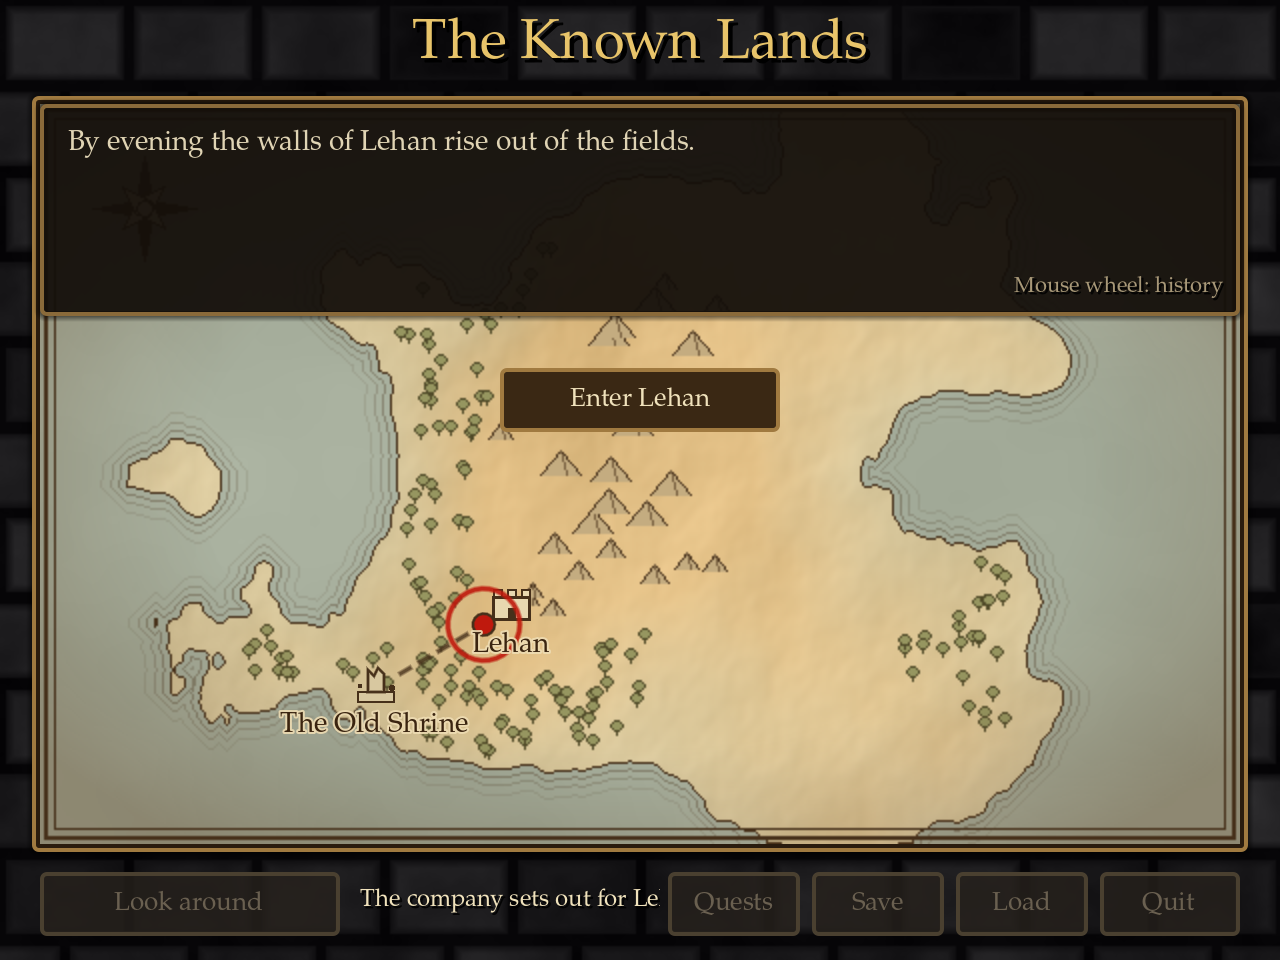 The Known Lands
By evening the walls of Lehan rise out of the fields.
Mouse wheel: history
Enter Lehan
Lehan
The Old Shrine
Look around
The company sets out for Le
Quests
Save
Load
Quit